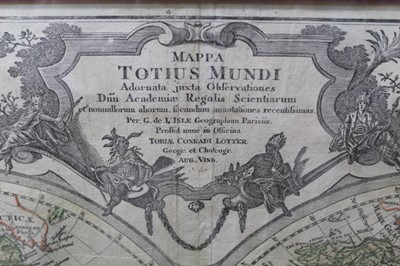 MAPPA
TOTIUS MUNDI
Adornata juxta Observationes
Dnn Academiæ Regalis Scientiarum
et nonnullorum aliorum, secundum annotationes recentissimas
Per G. de L'ISLE Geographum Parisiis.
Prostid nunc in Officina
TOBIÆ CONRADI LOTTER
Geogr. et Chalcogr.
AUG. VIND.